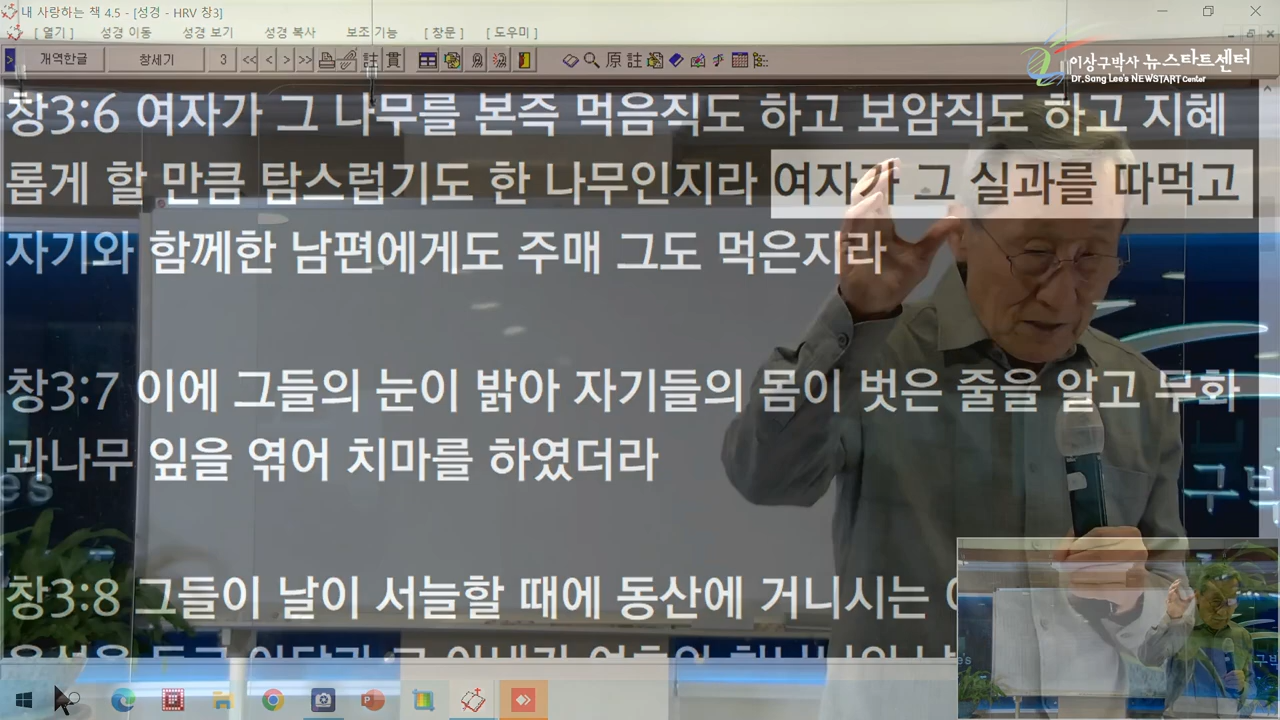 내 사랑하는 책 4.5 - [성경 - HRV 창3]
[ 열기 ] 성경 이동 성경 보기 성경 복사 보조 기능 [ 창문 ] [ 도우미 ]
개역한글 창세기 3 << < > >> 註 貫 原 註
이상구박사 뉴스타트센터
Dr.Sang Lee's NEWSTART Center
창3:6 여자가 그 나무를 본즉 먹음직도 하고 보암직도 하고 지혜
롭게 할 만큼 탐스럽기도 한 나무인지라 여자가 그 실과를 따먹고
자기와 함께한 남편에게도 주매 그도 먹은지라
창3:7 이에 그들의 눈이 밝아 자기들의 몸이 벗은 줄을 알고 무화
과나무 잎을 엮어 치마를 하였더라
창3:8 그들이 날이 서늘할 때에 동산에 거니시는